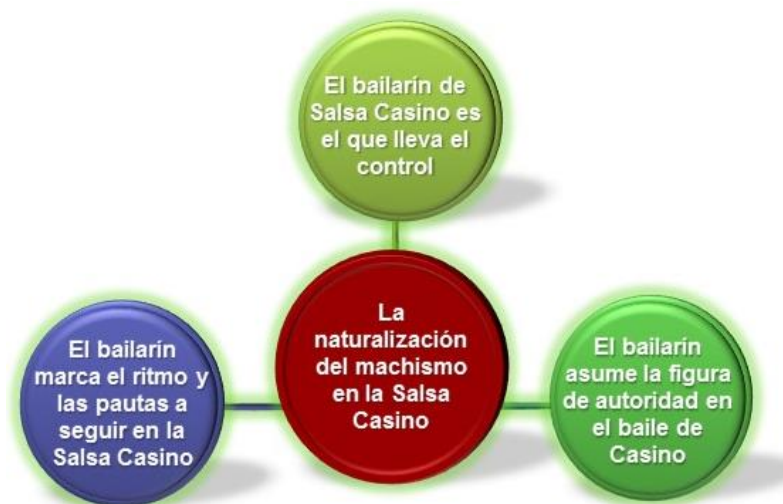 El bailarín de
Salsa Casino es
el que lleva el
control
La
naturalización
del machismo
en la Salsa
Casino
El bailarín
marca el ritmo y
las pautas a
seguir en la
Salsa Casino
El bailarín
asume la figura
de autoridad en
el baile de
Casino